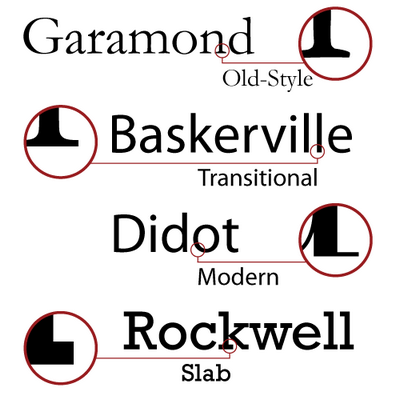 Garamond
Old-Style
Baskerville
Transitional
Didot
Modern
Rockwell
Slab